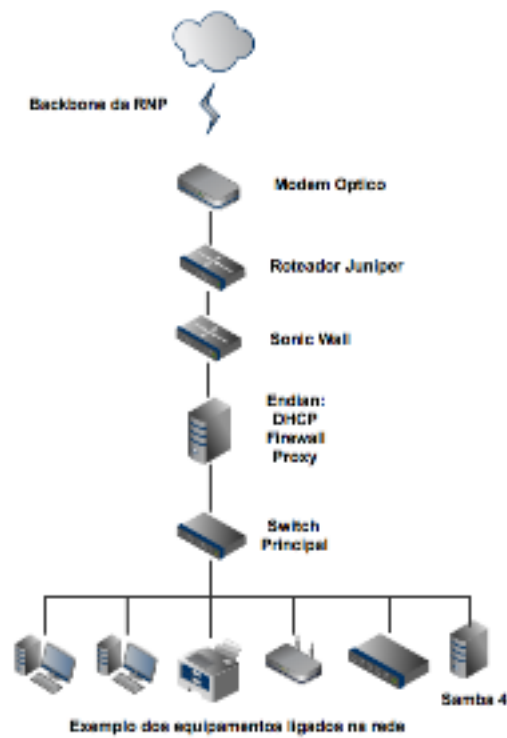 Backbone da RNP
Modem Optico
Roteador Juniper
Sonic Wall
Endian:
DHCP
Firewall
Proxy
Switch
Principal
Samba 4
Exemplo dos equipamentos ligados na rede